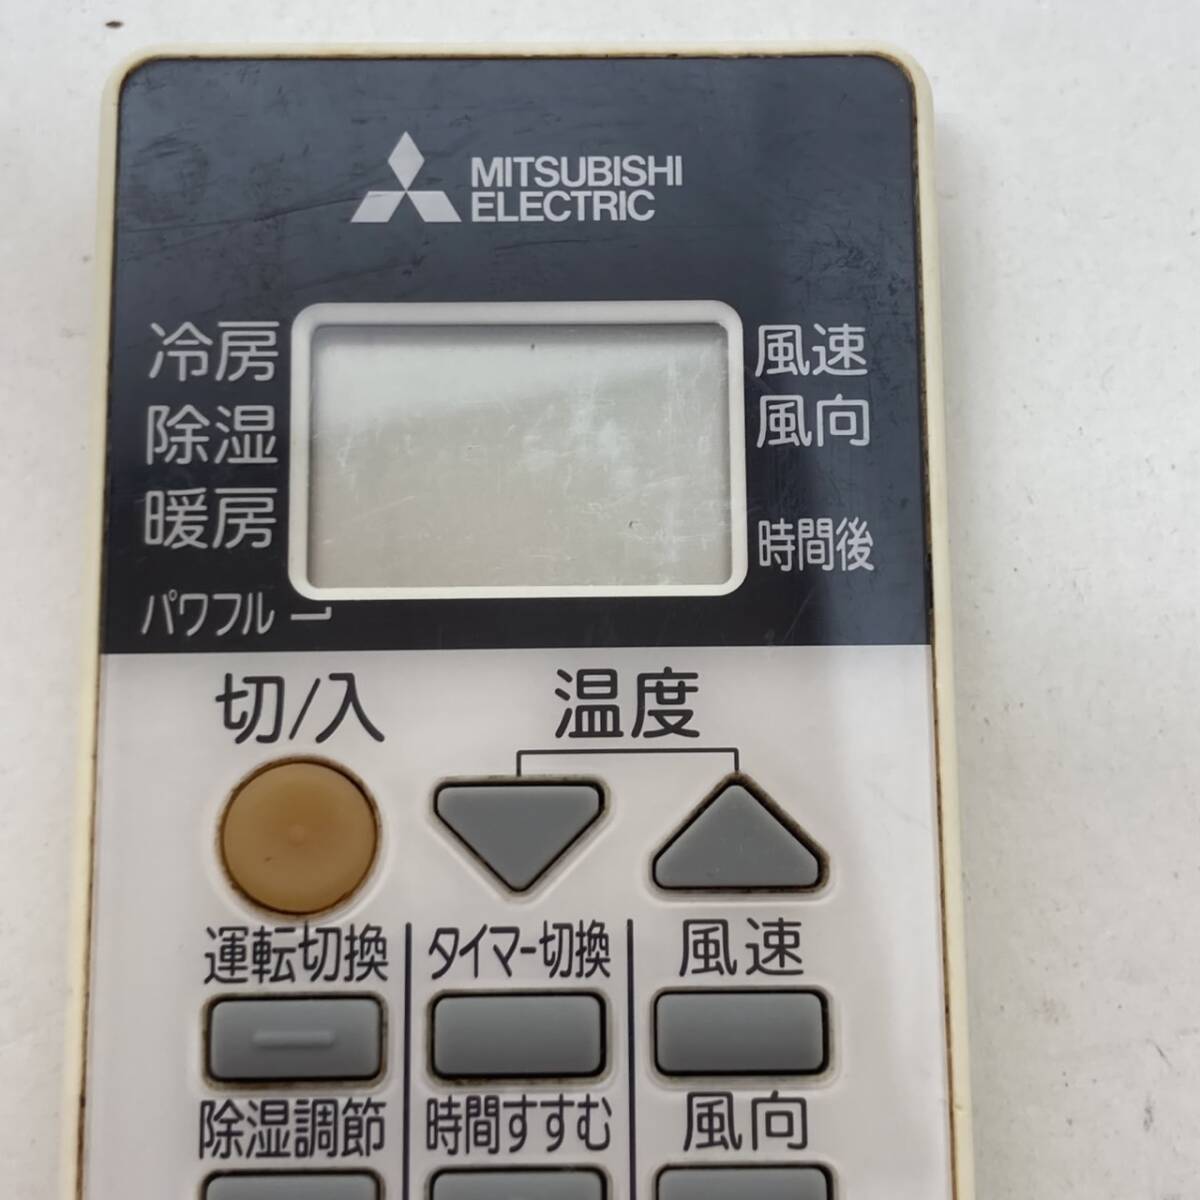 MITSUBISHI
ELECTRIC
冷房
除湿
暖房
パワフル
風速
風向
時間後
切/入
温度
運転切換
タイマー切換
風速
除湿調節
時間すすむ
風向